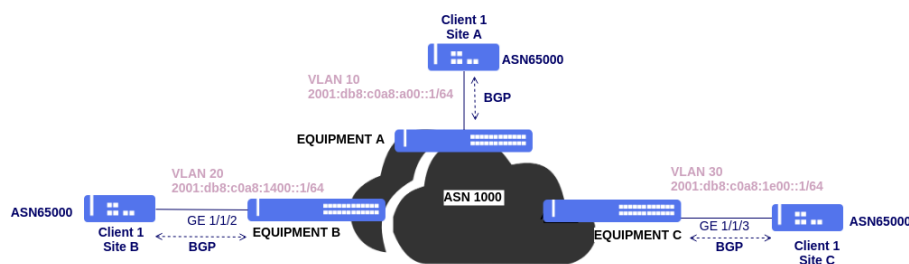 Client 1
Site A
ASN65000
VLAN 10
2001:db8:c0a8:a00::1/64
BGP
EQUIPMENT A
VLAN 20
2001:db8:c0a8:1400::1/64
VLAN 30
2001:db8:c0a8:1e00::1/64
ASN 1000
ASN65000
GE 1/1/2
Client 1
Site B
BGP
EQUIPMENT B
EQUIPMENT C
GE 1/1/3
BGP
ASN65000
Client 1
Site C